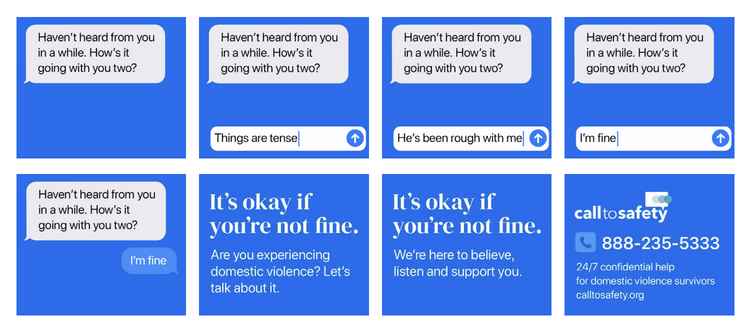 Haven't heard from you
in a while. How's it
going with you two?
Haven't heard from you
in a while. How's it
going with you two?
Things are tense
Haven't heard from you
in a while. How's it
going with you two?
He's been rough with me
Haven't heard from you
in a while. How's it
going with you two?
I'm fine
Haven't heard from you
in a while. How's it
going with you two?
I'm fine
It's okay if
you're not fine.
Are you experiencing
domestic violence? Let's
talk about it.
It's okay if
you're not fine.
We're here to believe,
listen and support you.
calltosafety
888-235-5333
24/7 confidential help
for domestic violence survivors
calltosafety.org